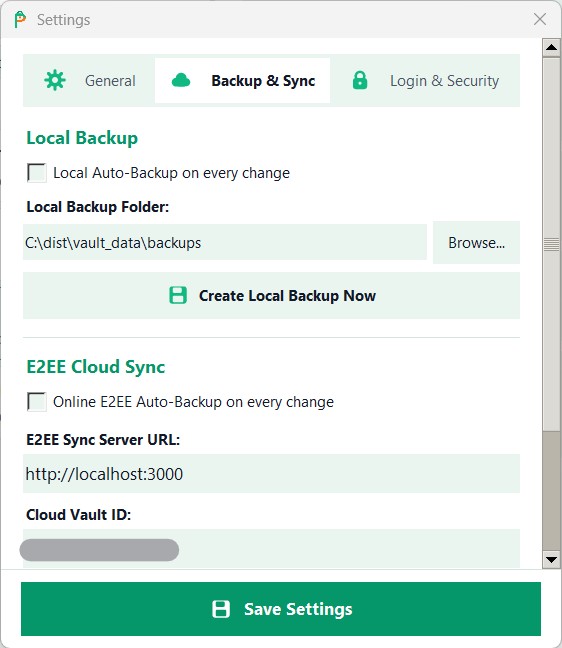 Settings
General
Backup & Sync
Login & Security
Local Backup
Local Auto-Backup on every change
Local Backup Folder:
C:\dist\vault_data\backups
Browse...
Create Local Backup Now
E2EE Cloud Sync
Online E2EE Auto-Backup on every change
E2EE Sync Server URL:
http://localhost:3000
Cloud Vault ID:
Save Settings